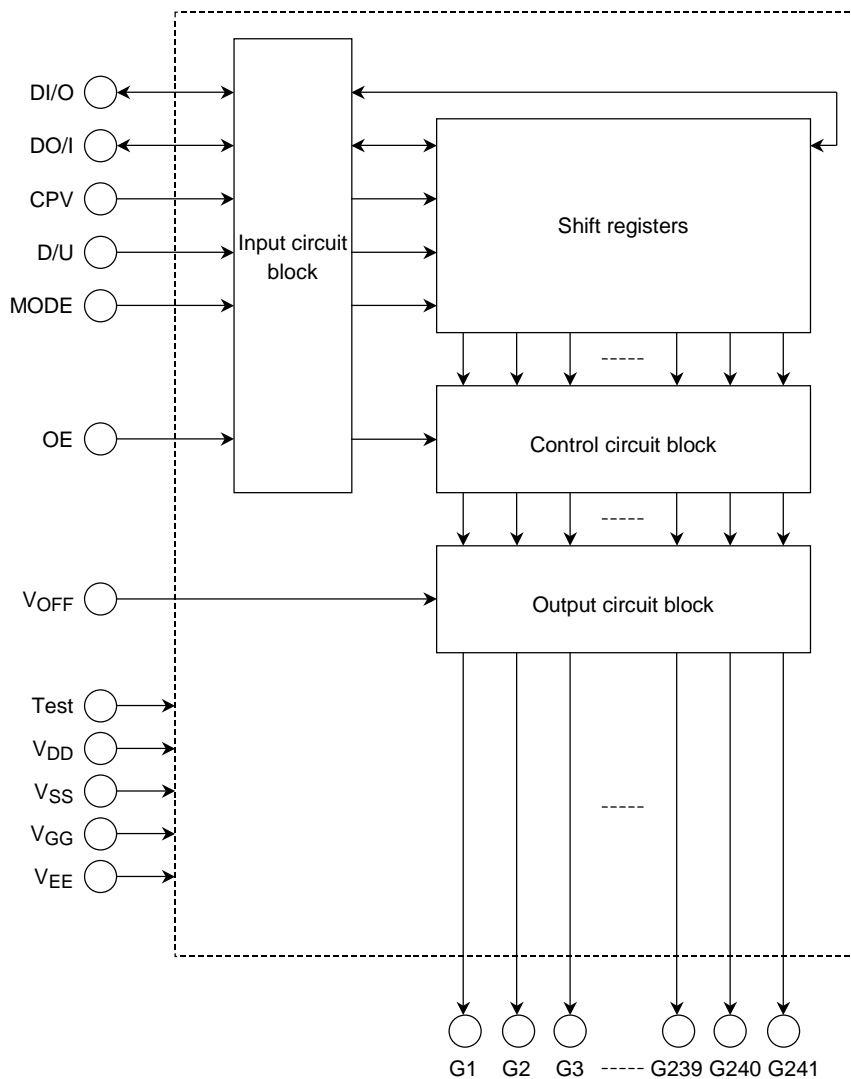 DI/O
DO/I
CPV
D/U
MODE
OE
VOFF
Test
VDD
VSS
VGG
VEE
Input circuit
block
Shift registers
-----
Control circuit block
-----
Output circuit block
-----
G1 G2 G3 ----- G239 G240 G241